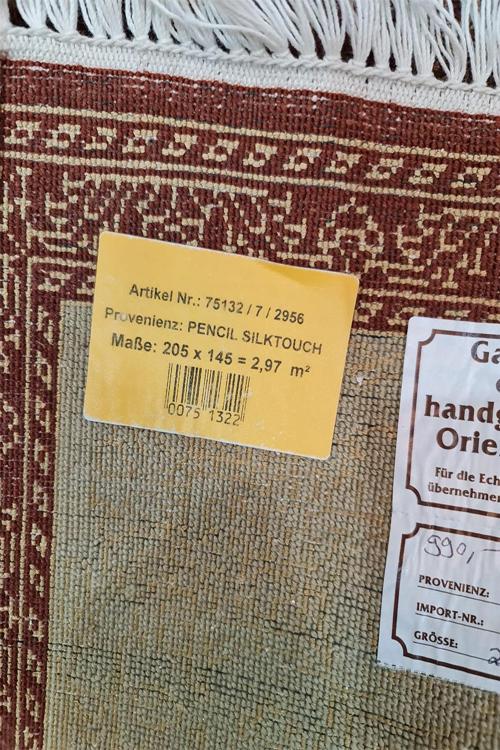 Artikel Nr.: 75132 / 7 / 2956
Provenienz: PENCIL SILKTOUCH
Maße: 205 x 145 = 2,97 m²
0075 1322
handg
Orie
Für die Ech
übernehmen
990,-
PROVENIENZ:
IMPORT-NR.:
GRÖSSE: